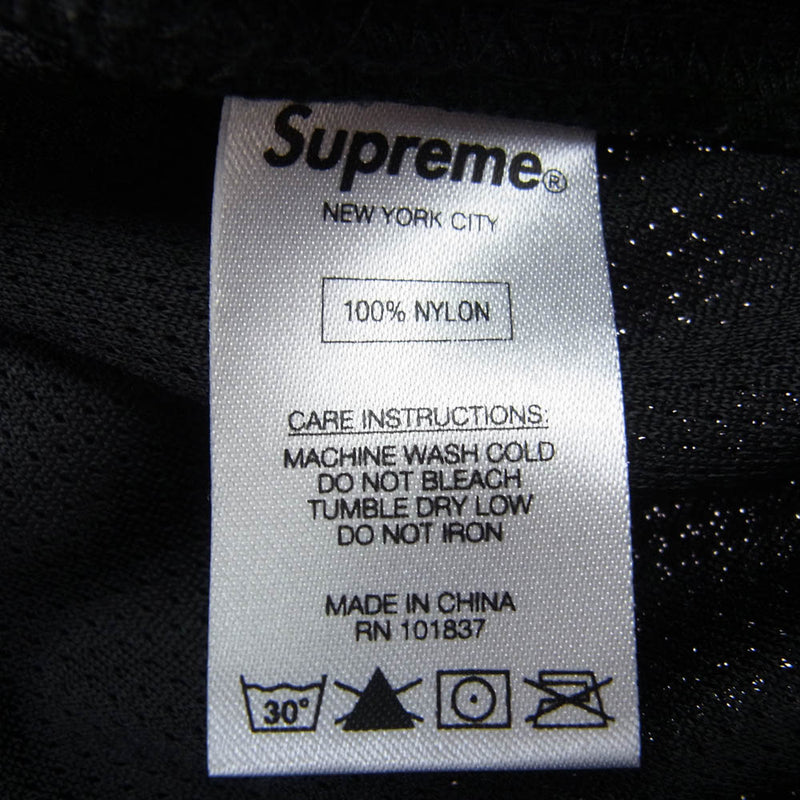 Supreme®
NEW YORK CITY
100% NYLON
CARE INSTRUCTIONS:
MACHINE WASH COLD
DO NOT BLEACH
TUMBLE DRY LOW
DO NOT IRON
MADE IN CHINA
RN 101837
30°